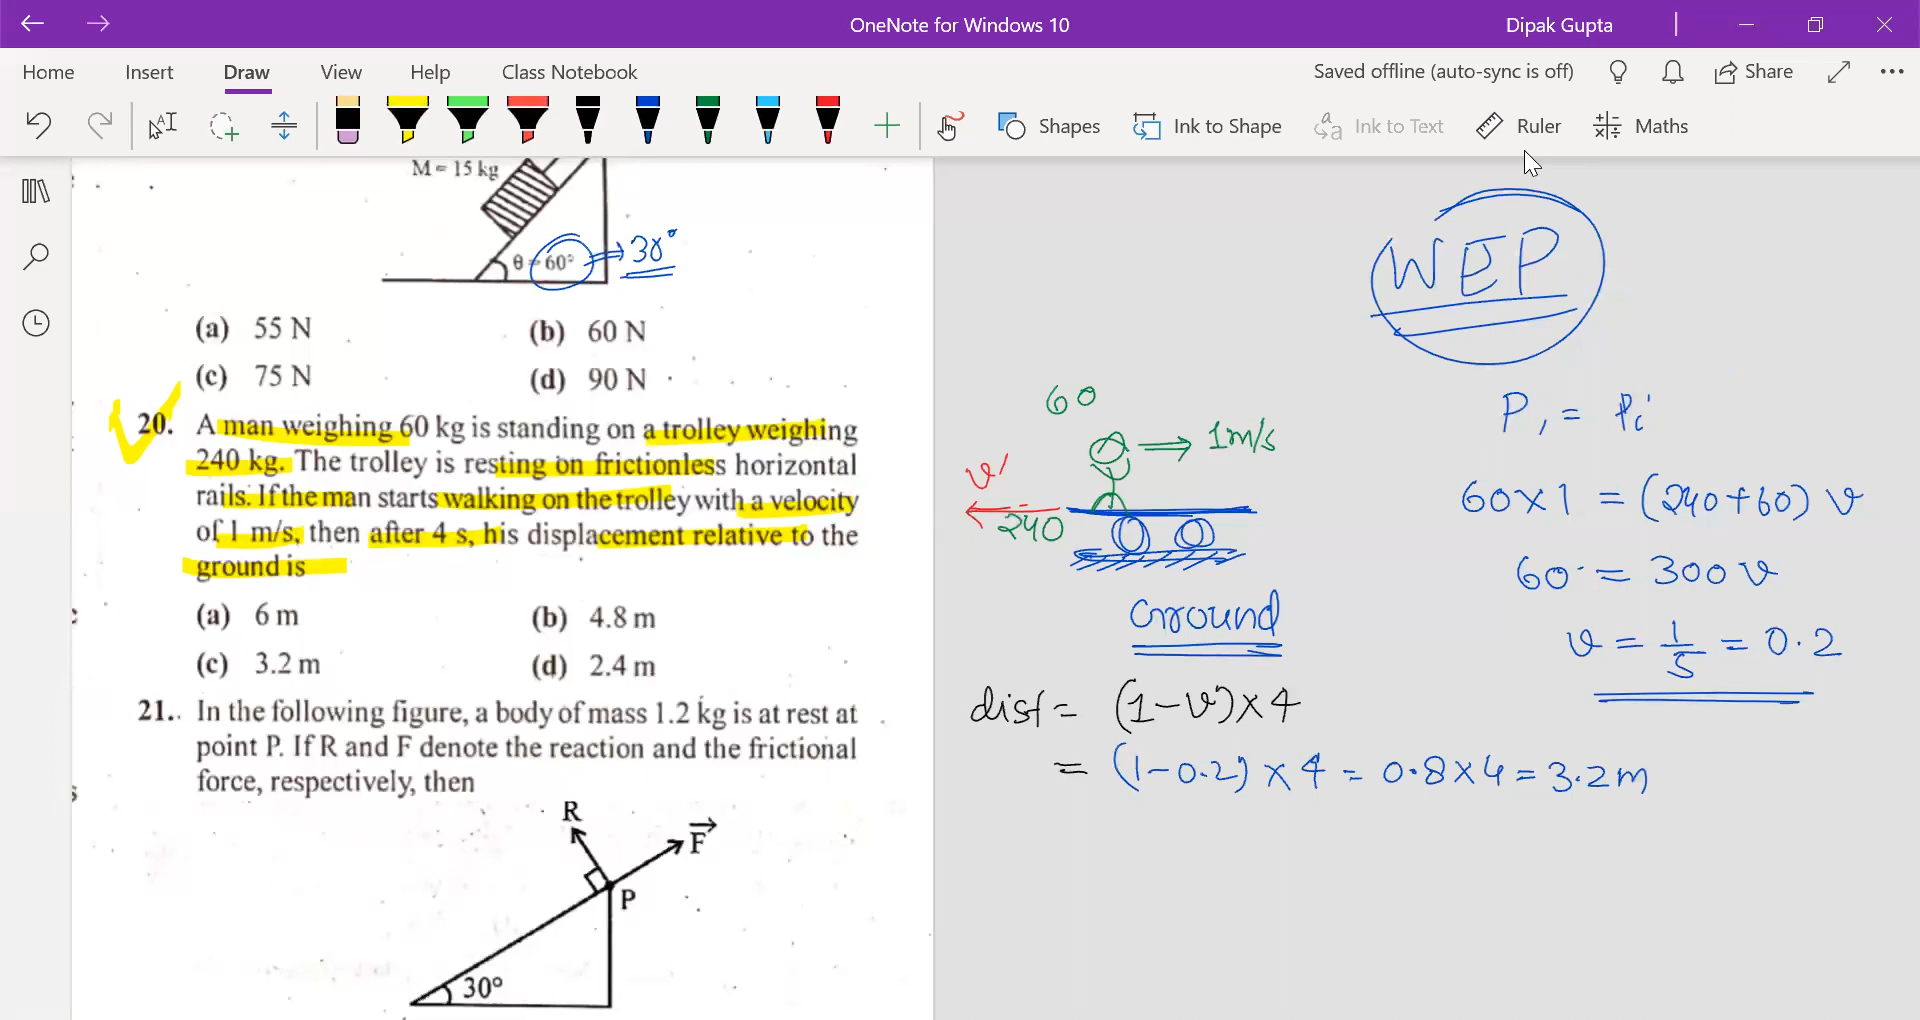 OneNote for Windows 10
Dipak Gupta
Home Insert Draw View Help Class Notebook
Saved offline (auto-sync is off) Share
Shapes Ink to Shape Ink to Text Ruler Maths
M = 15 kg
θ = 60° 30°
(a) 55 N (b) 60 N
(c) 75 N (d) 90 N
20. A man weighing 60 kg is standing on a trolley weighing
240 kg. The trolley is resting on frictionless horizontal
rails. If the man starts walking on the trolley with a velocity
of 1 m/s, then after 4 s, his displacement relative to the
ground is
(a) 6 m (b) 4.8 m
(c) 3.2 m (d) 2.4 m
21. In the following figure, a body of mass 1.2 kg is at rest at
point P. If R and F denote the reaction and the frictional
force, respectively, then
R
F
P
30°
WEP
60
1m/s
v'
240
Ground
P, = Pi
60×1 = (240+60) v
60 = 300 v
v = 1/5 = 0.2
dist = (1-v)×4
= (1-0.2) × 4 = 0.8×4 = 3.2m